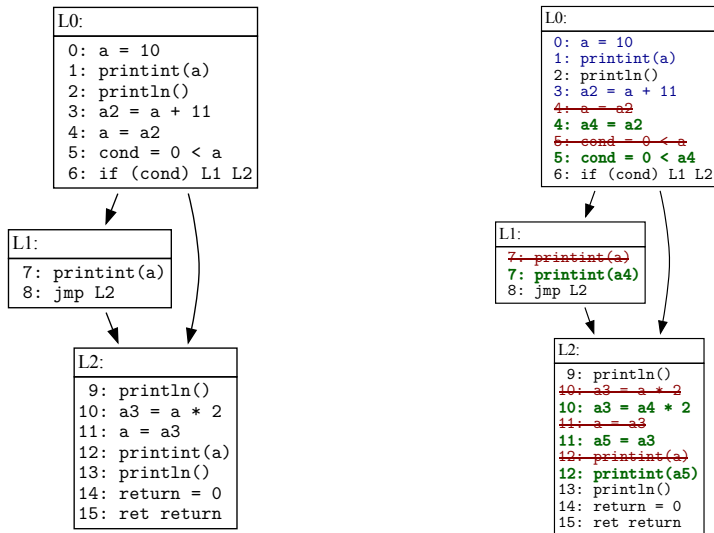 L0:
0: a = 10
1: printint(a)
2: println()
3: a2 = a + 11
4: a = a2
5: cond = 0 < a
6: if (cond) L1 L2
L1:
7: printint(a)
8: jmp L2
L2:
9: println()
10: a3 = a * 2
11: a = a3
12: printint(a)
13: println()
14: return = 0
15: ret return
L0:
0: a = 10
1: printint(a)
2: println()
3: a2 = a + 11
4: a = a2
4: a4 = a2
5: cond = 0 < a
5: cond = 0 < a4
6: if (cond) L1 L2
L1:
7: printint(a)
7: printint(a4)
8: jmp L2
L2:
9: println()
10: a3 = a * 2
10: a3 = a4 * 2
11: a = a3
11: a5 = a3
12: printint(a)
12: printint(a5)
13: println()
14: return = 0
15: ret return